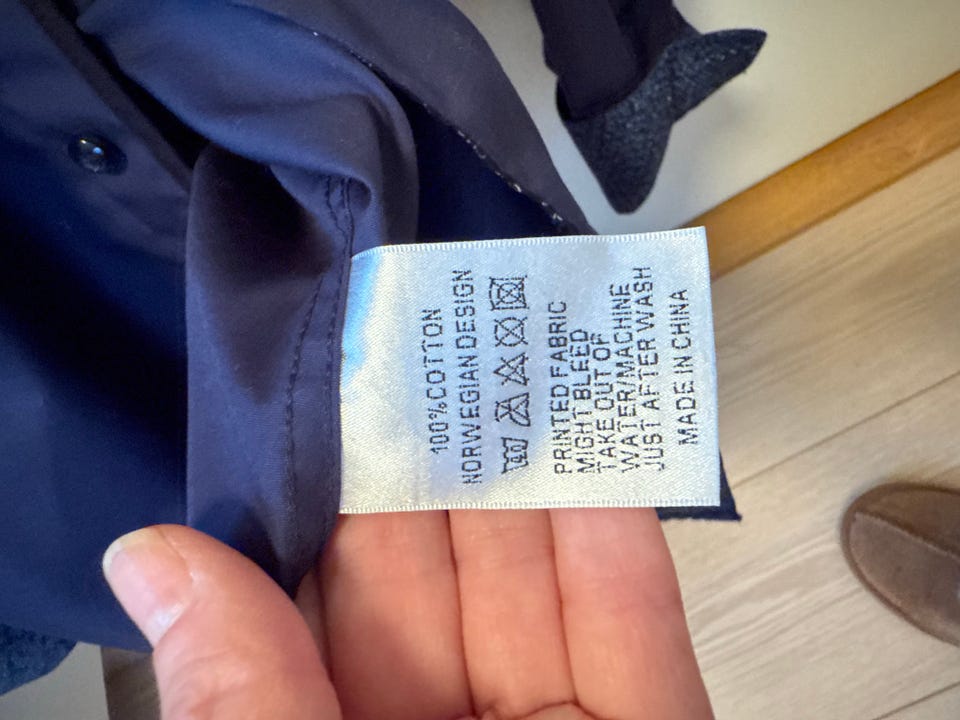 100%COTTON
NORWEGIAN DESIGN
40
PRINTED FABRIC
MIGHT BLEED
TAKE OUT OF
WATER/MACHINE
JUST AFTER WASH
MADE IN CHINA